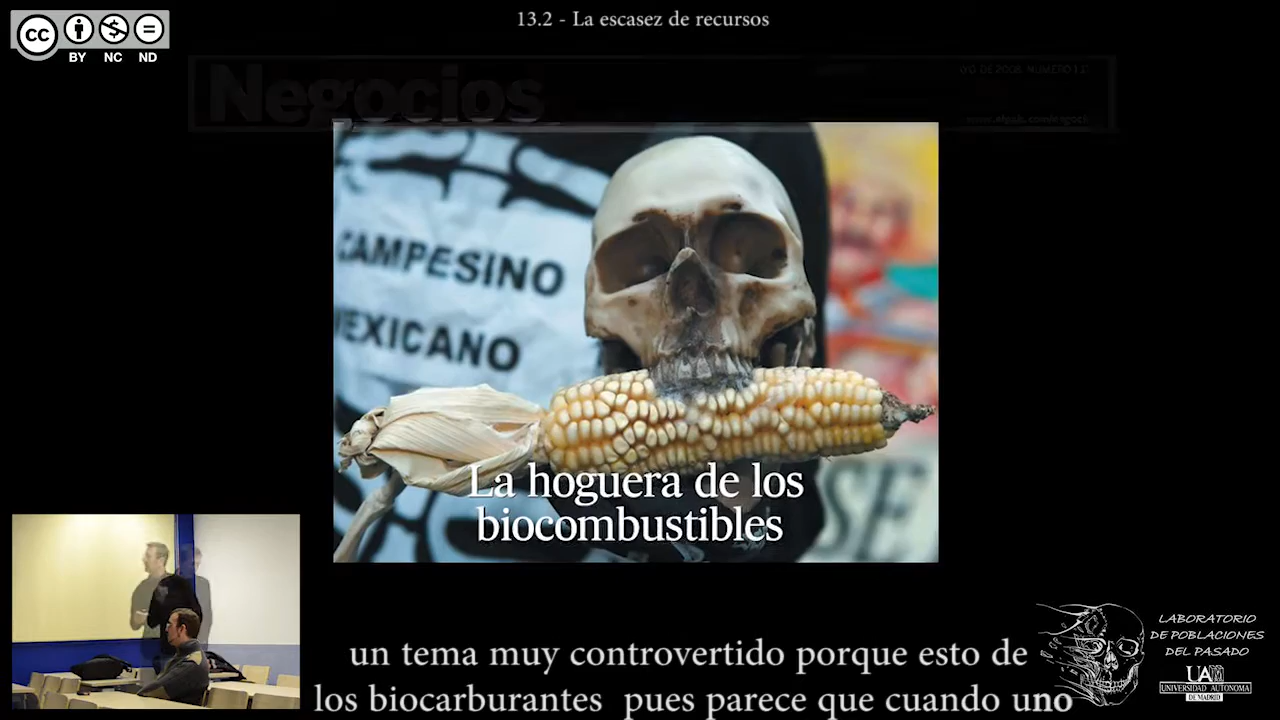 13.2 - La escasez de recursos
cc
BY NC ND
Negocios
CAMPESINO
MEXICANO
SE
La hoguera de los
biocombustibles
un tema muy controvertido porque esto de
los biocarburantes pues parece que cuando uno
LABORATORIO
DE POBLACIONES
DEL PASADO
UAM
UNIVERSIDAD AUTONOMA
DE MADRID